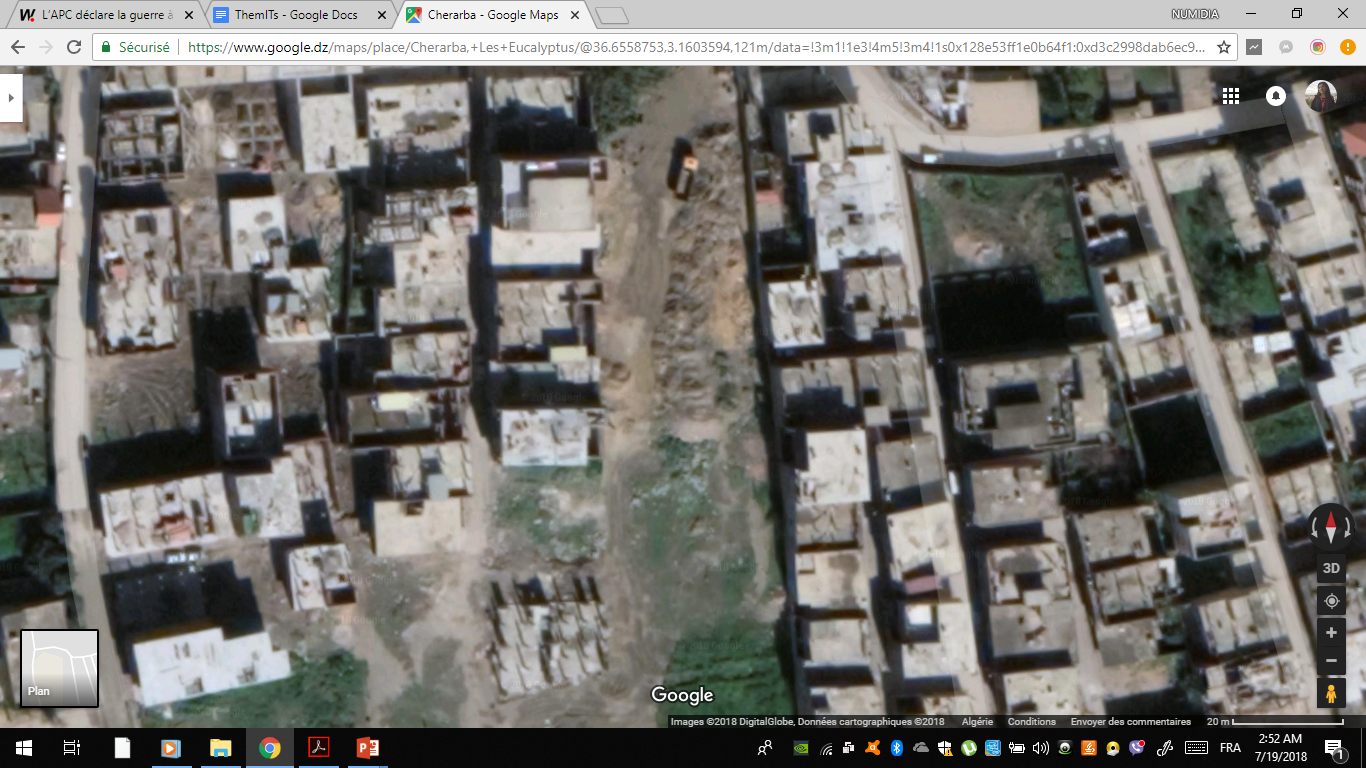 L'APC déclare la guerre à
ThemITs - Google Docs
Cherarba - Google Maps
NUMIDIA
Sécurisé
https://www.google.dz/maps/place/Cherarba,+Les+Eucalyptus/@36.6558753,3.1603594,121m/data=!3m1!1e3!4m5!3m4!1s0x128e53ff1e0b64f1:0xd3c2998dab6ec9...
3D
Plan
Google
Images ©2018 DigitalGlobe, Données cartographiques ©2018 Algérie Conditions Envoyer des commentaires 20 m
FRA
2:52 AM
7/19/2018
1